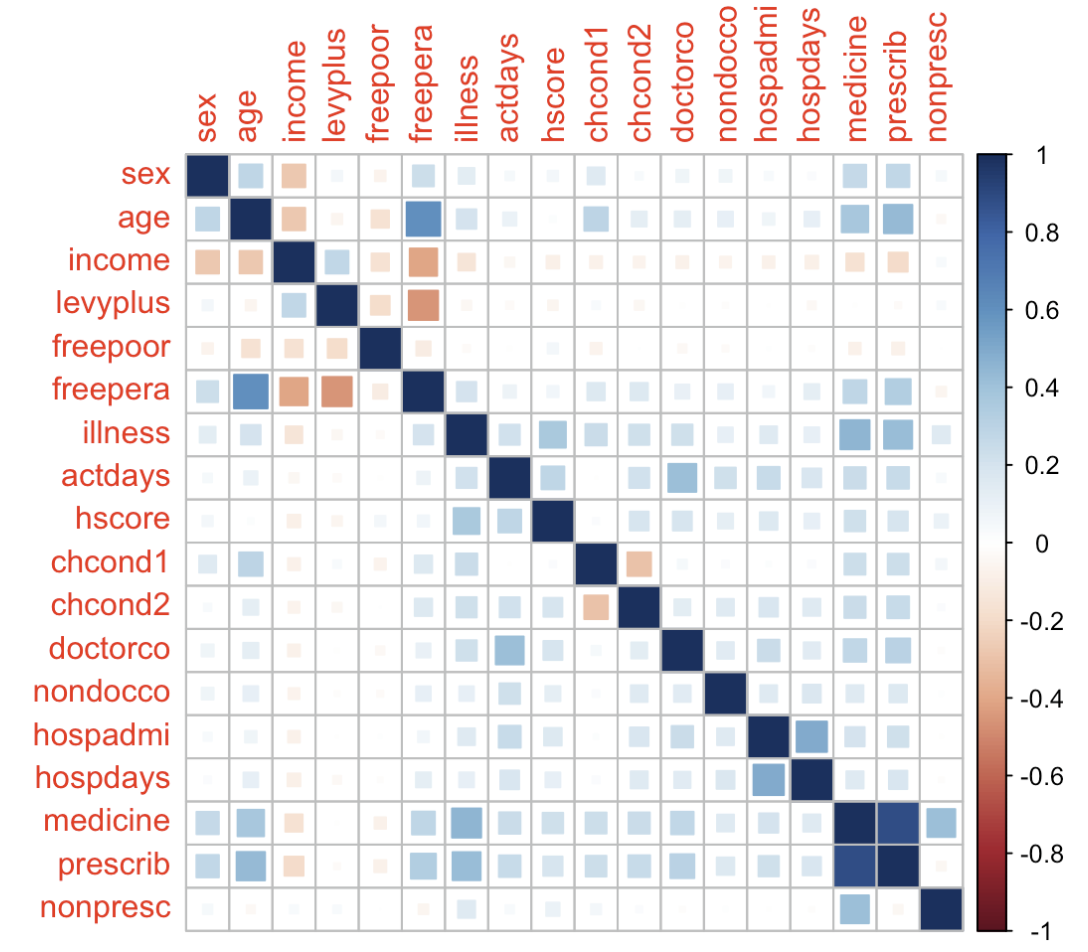 sex
age
income
levyplus
freepoor
freepera
illness
actdays
hscore
chcond1
chcond2
doctorco
nondocco
hospadmi
hospdays
medicine
prescrib
nonpresc
sex
age
income
levyplus
freepoor
freepera
illness
actdays
hscore
chcond1
chcond2
doctorco
nondocco
hospadmi
hospdays
medicine
prescrib
nonpresc
1
0.8
0.6
0.4
0.2
0
-0.2
-0.4
-0.6
-0.8
-1